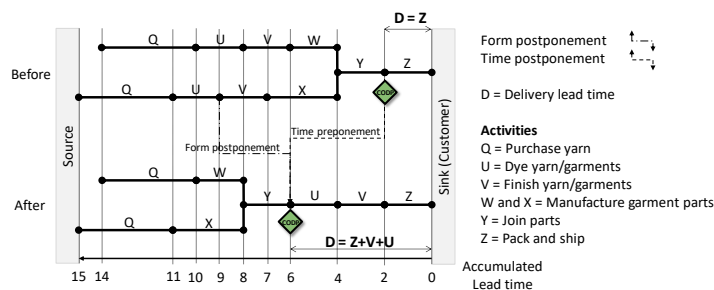 D = Z
Q U V W
Before
Y Z
Q U V X
CODP
Source
Sink (Customer)
Time preponement
Form postponement
Q W
After
Y U V Z
Q X
CODP
D = Z+V+U
15 14 11 10 9 8 7 6 4 2 0
Accumulated
Lead time
Form postponement
Time postponement
D = Delivery lead time
Activities
Q = Purchase yarn
U = Dye yarn/garments
V = Finish yarn/garments
W and X = Manufacture garment parts
Y = Join parts
Z = Pack and ship